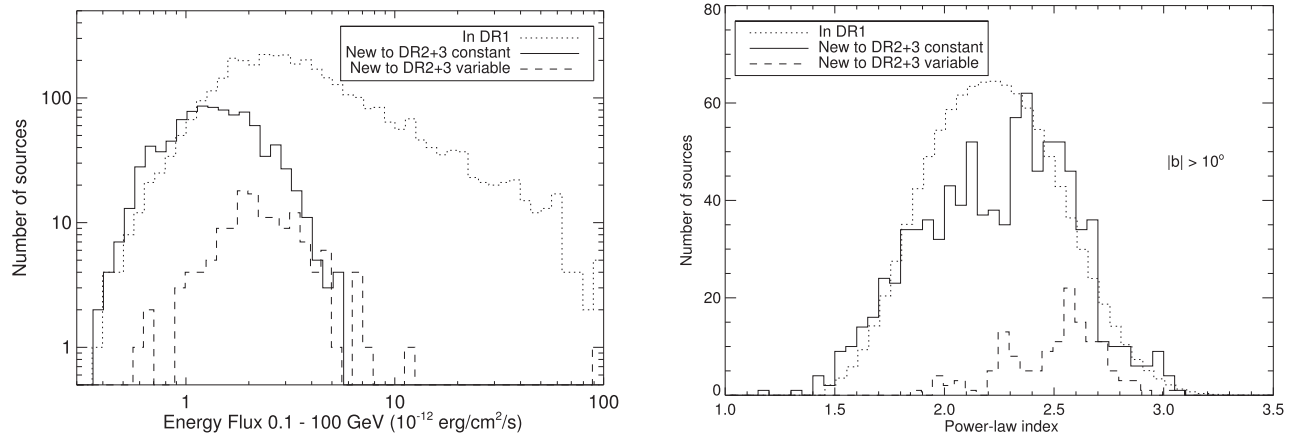 In DR1
New to DR2+3 constant
New to DR2+3 variable
Number of sources
100
10
1
1
10
100
Energy Flux 0.1 - 100 GeV (10⁻¹² erg/cm²/s)
In DR1
New to DR2+3 constant
New to DR2+3 variable
|b| > 10°
Number of sources
80
60
40
20
0
1.0
1.5
2.0
2.5
3.0
3.5
Power-law index